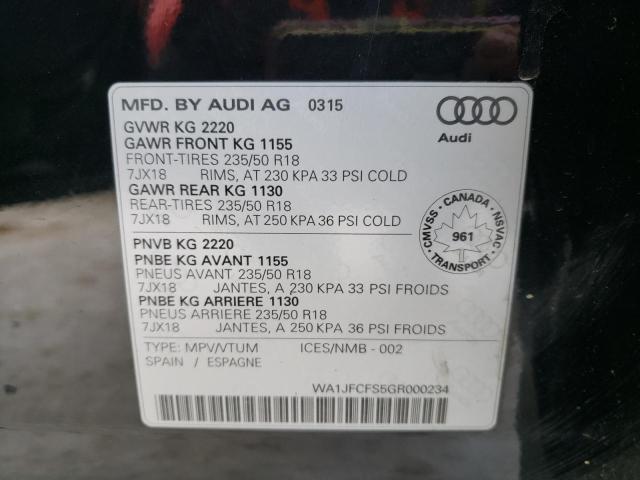 MFD. BY AUDI AG 0315
Audi
GVWR KG 2220
GAWR FRONT KG 1155
FRONT-TIRES 235/50 R18
7JX18 RIMS, AT 230 KPA 33 PSI COLD
GAWR REAR KG 1130
REAR-TIRES 235/50 R18
7JX18 RIMS, AT 250 KPA 36 PSI COLD
CMVSS - CANADA - NSVAC
961
TRANSPORT
PNVB KG 2220
PNBE KG AVANT 1155
PNEUS AVANT 235/50 R18
7JX18 JANTES, A 230 KPA 33 PSI FROIDS
PNBE KG ARRIERE 1130
PNEUS ARRIERE 235/50 R18
7JX18 JANTES, A 250 KPA 36 PSI FROIDS
TYPE: MPV/VTUM ICES/NMB - 002
SPAIN / ESPAGNE
WA1JFCFS5GR000234